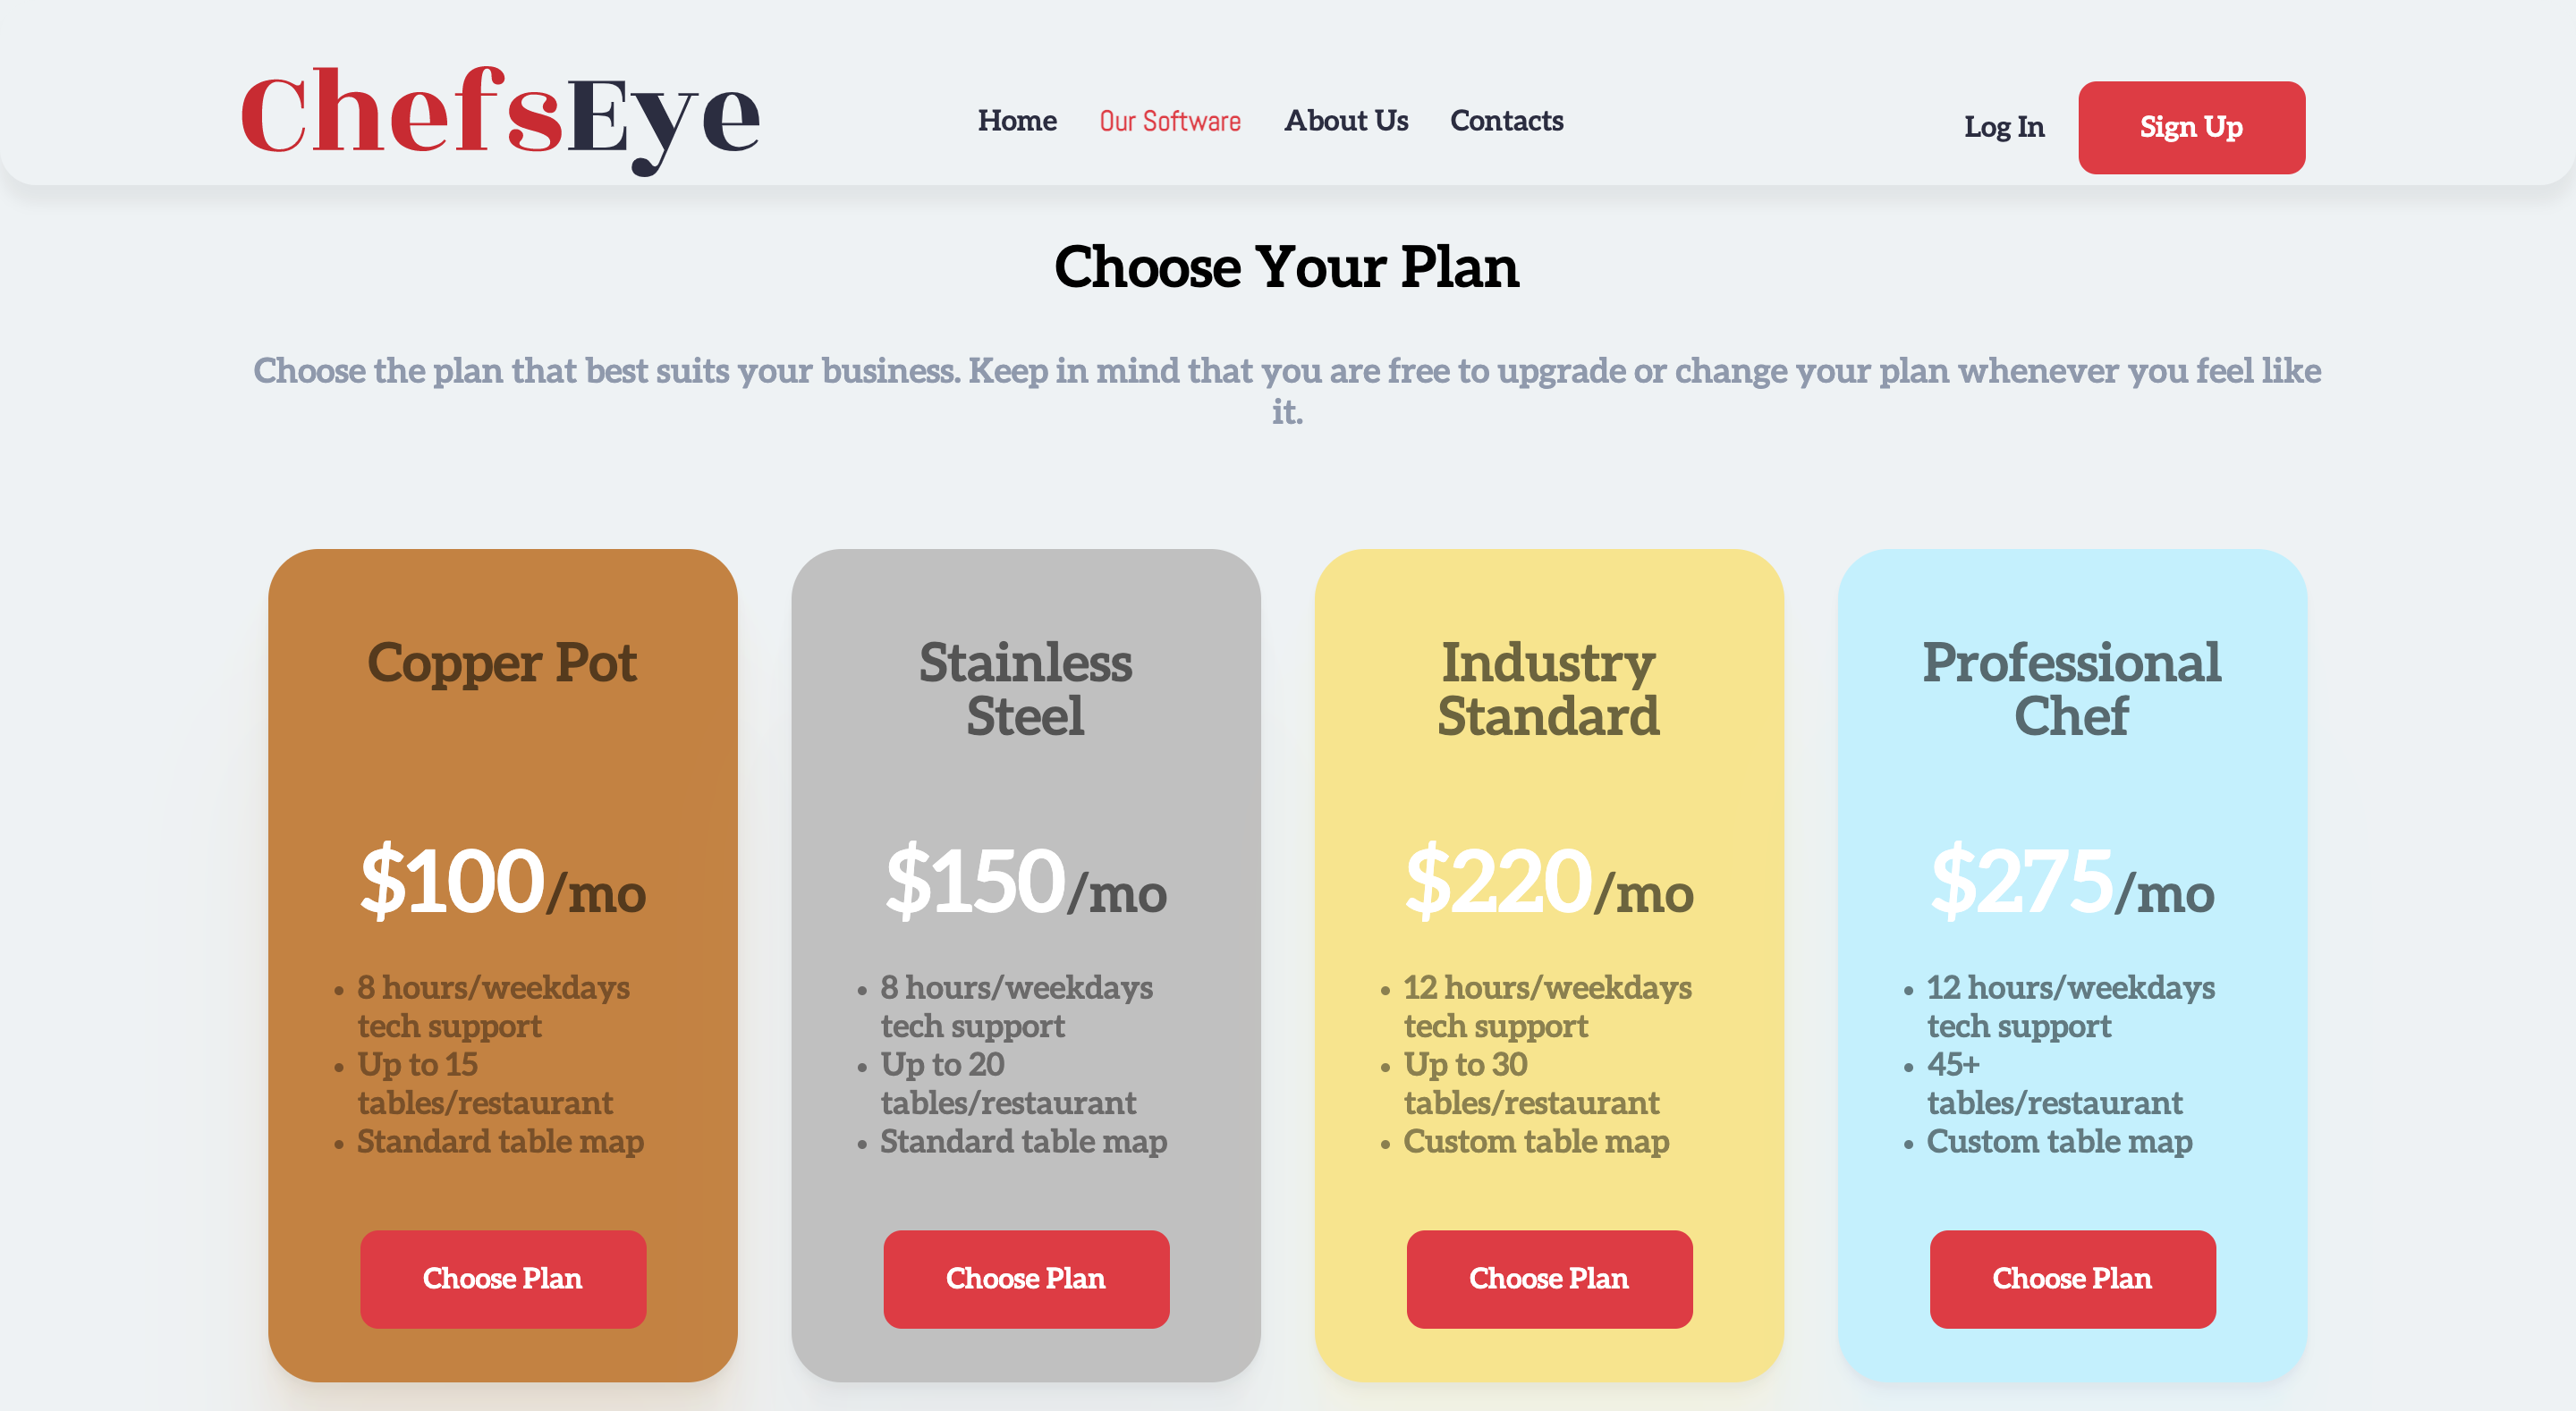 ChefsEye
Home Our Software About Us Contacts
Log In Sign Up
Choose Your Plan
Choose the plan that best suits your business. Keep in mind that you are free to upgrade or change your plan whenever you feel like
it.
Copper Pot
$100/mo
• 8 hours/weekdays
tech support
• Up to 15
tables/restaurant
• Standard table map
Choose Plan
Stainless
Steel
$150/mo
• 8 hours/weekdays
tech support
• Up to 20
tables/restaurant
• Standard table map
Choose Plan
Industry
Standard
$220/mo
• 12 hours/weekdays
tech support
• Up to 30
tables/restaurant
• Custom table map
Choose Plan
Professional
Chef
$275/mo
• 12 hours/weekdays
tech support
• 45+
tables/restaurant
• Custom table map
Choose Plan